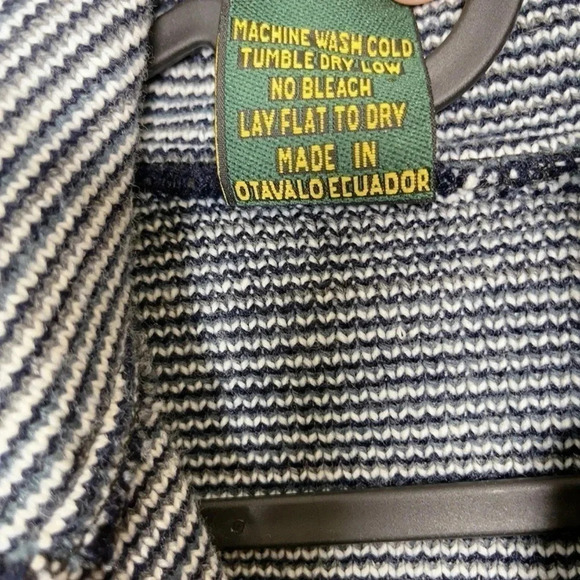 MACHINE WASH COLD
TUMBLE DRY LOW
NO BLEACH
LAY FLAT TO DRY
MADE IN
OTAVALO ECUADOR